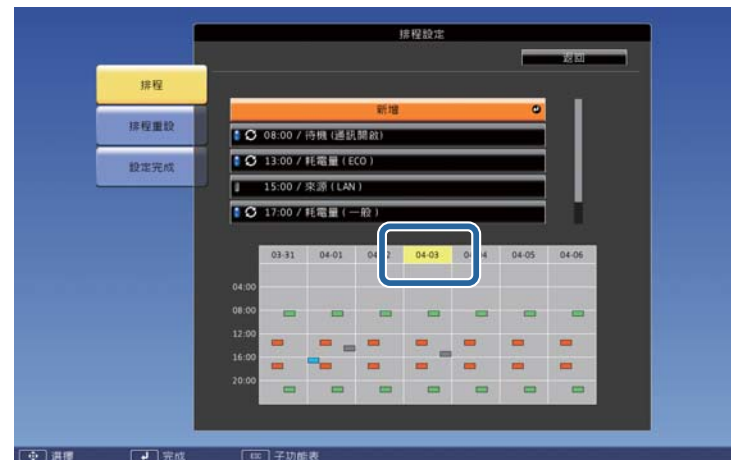 排程設定
返回
排程
排程重設
設定完成
新增
08:00 / 待機 (通訊開啟)
13:00 / 耗電量 ( ECO )
15:00 / 來源 ( LAN )
17:00 / 耗電量 ( 一般 )
03-31 04-01 04-03 04-05 04-06
04:00
08:00
12:00
16:00
20:00
選擇 完成 Esc 子功能表